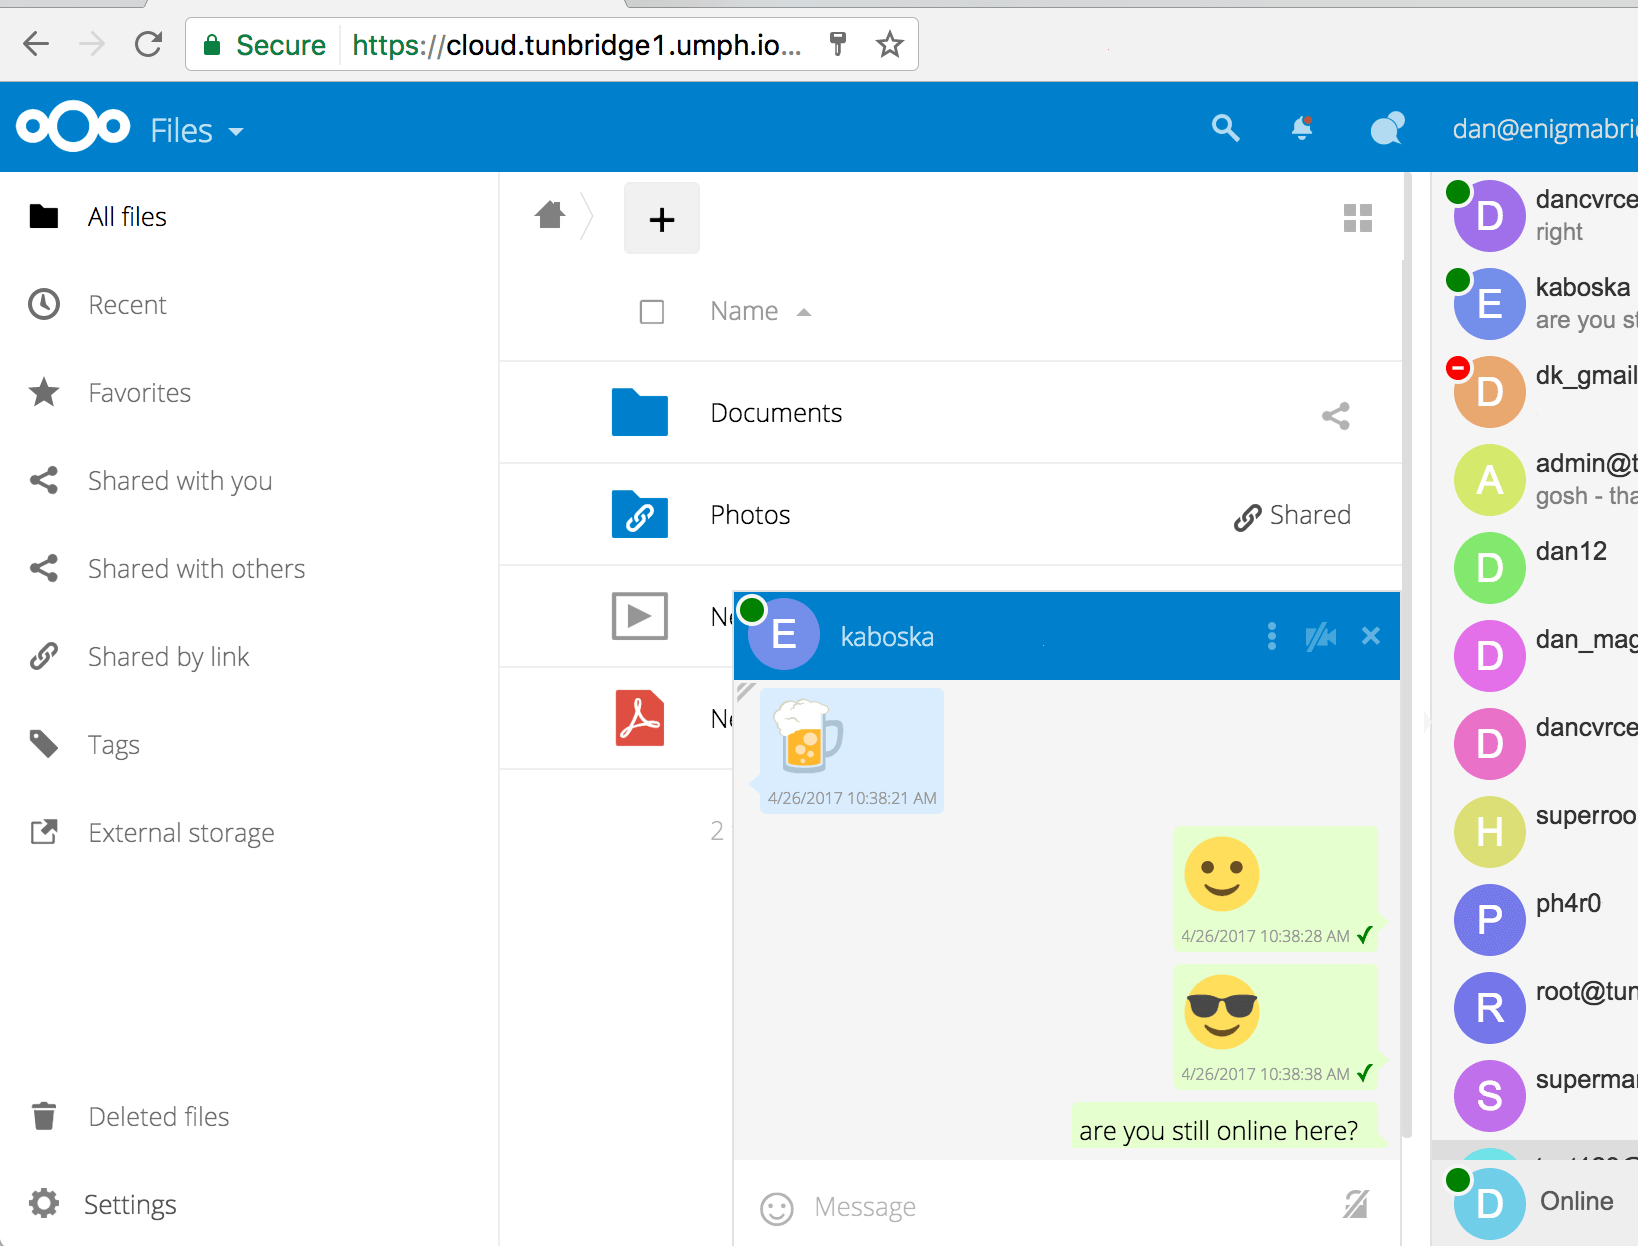 Secure https://cloud.tunbridge1.umph.io...
Files
dan@enigmabri
All files
Recent
Favorites
Shared with you
Shared with others
Shared by link
Tags
External storage
Deleted files
Settings
Name
Documents
Photos
Shared
Ne
Ne
2
E
kaboska
4/26/2017 10:38:21 AM
4/26/2017 10:38:28 AM
4/26/2017 10:38:38 AM
are you still online here?
Message
D
dancvrce
right
E
kaboska
are you st
D
dk_gmail
A
admin@t
gosh - tha
D
dan12
D
dan_mag
D
dancvrce
H
superroo
P
ph4r0
R
root@tun
S
superman
D
Online